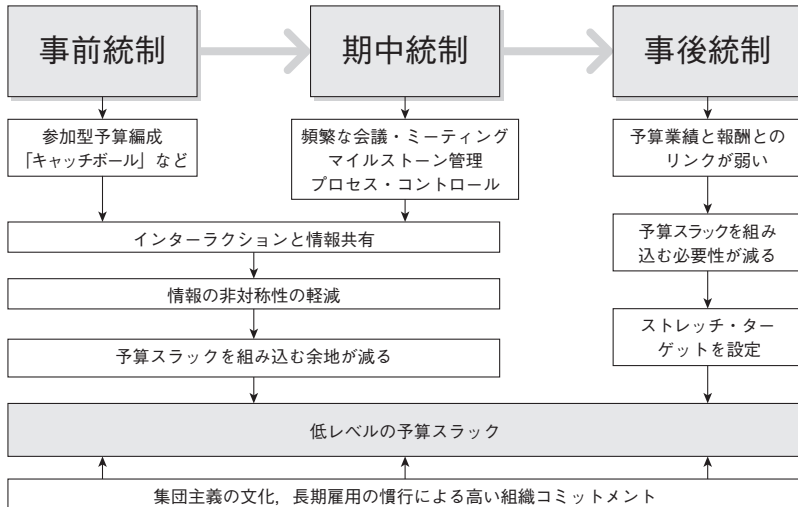 事前統制
期中統制
事後統制
参加型予算編成
「キャッチボール」など
頻繁な会議・ミーティング
マイルストーン管理
プロセス・コントロール
予算業績と報酬との
リンクが弱い
インターラクションと情報共有
予算スラックを組み
込む必要性が減る
情報の非対称性の軽減
ストレッチ・ター
ゲットを設定
予算スラックを組み込む余地が減る
低レベルの予算スラック
集団主義の文化，長期雇用の慣行による高い組織コミットメント